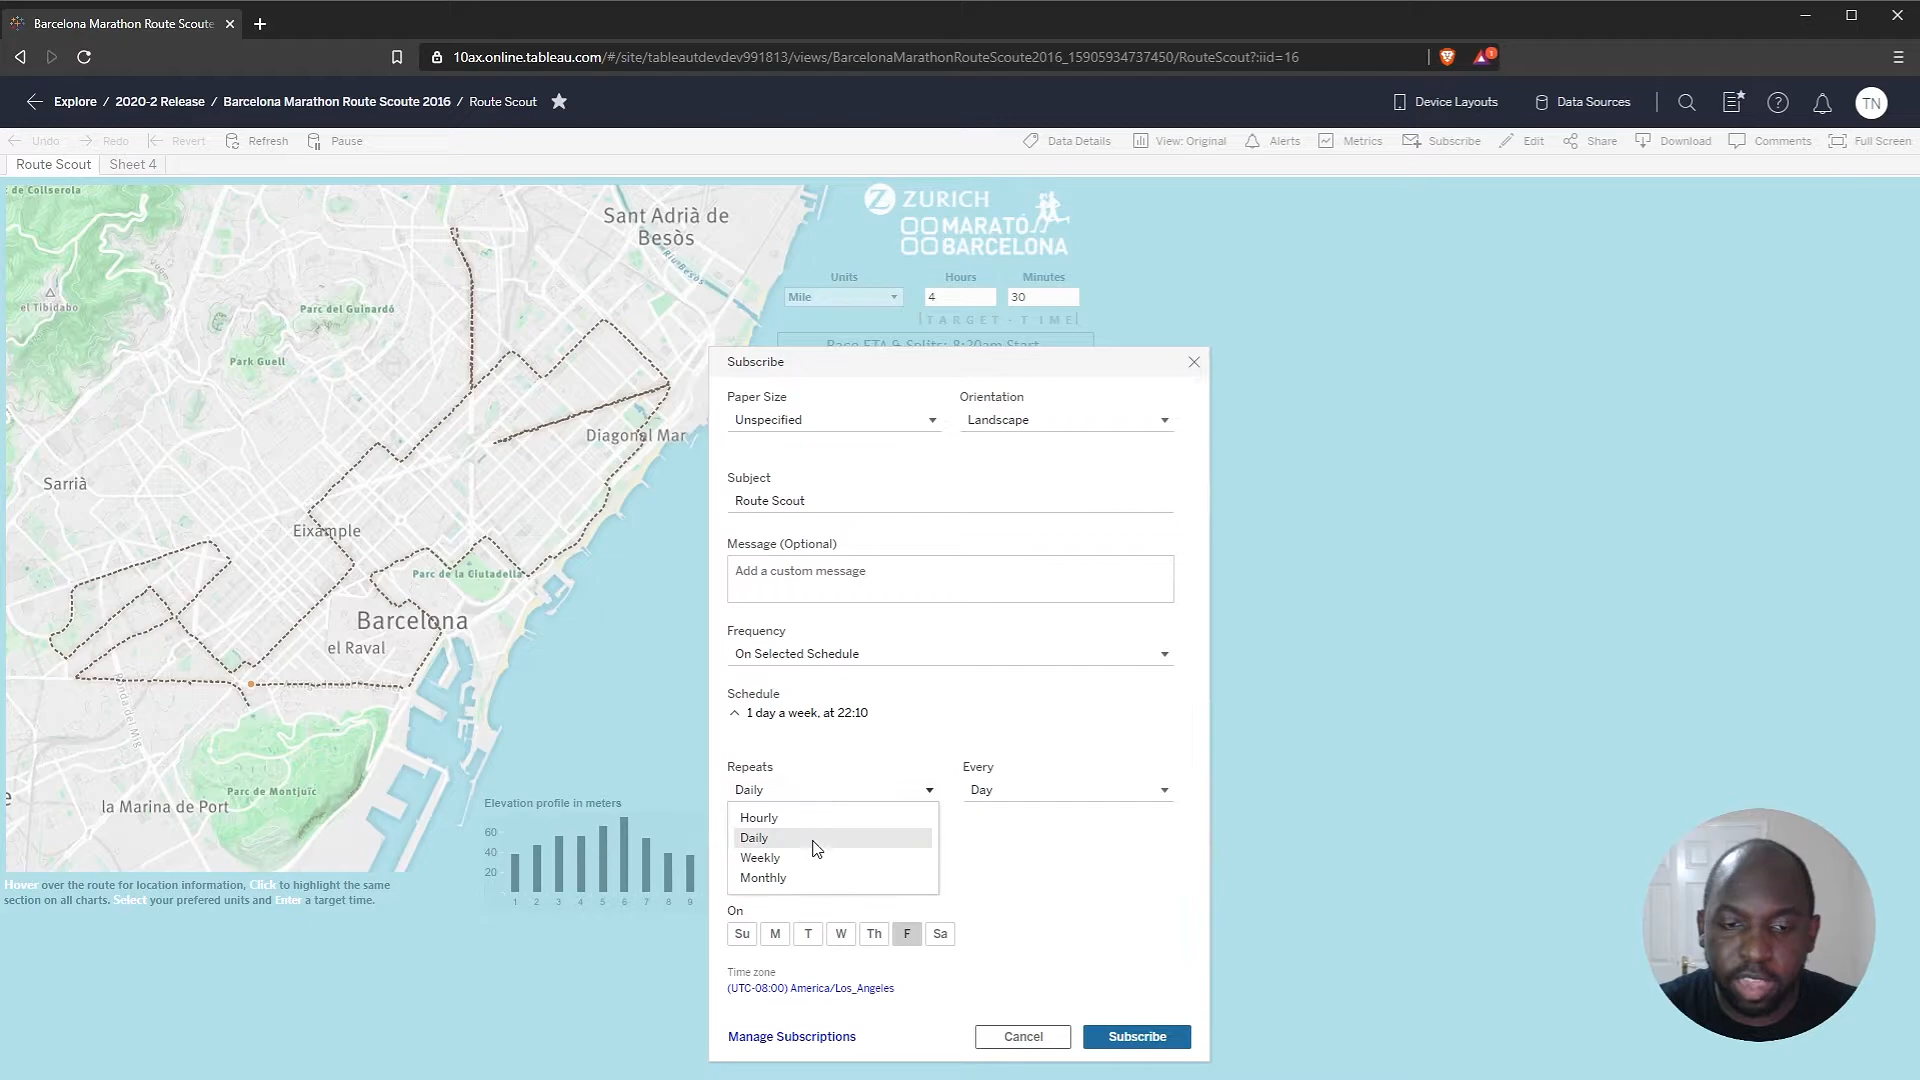 Barcelona Marathon Route Scoute
10ax.online.tableau.com/#/site/tableautdevdev991813/views/BarcelonaMarathonRouteScoute2016_15905934737450/RouteScout?:iid=16
1
Explore / 2020-2 Release / Barcelona Marathon Route Scoute 2016 / Route Scout
Device Layouts
Data Sources
TN
Undo
Redo
Revert
Refresh
Pause
Data Details
View: Original
Alerts
Metrics
Subscribe
Edit
Share
Download
Comments
Full Screen
Route Scout
Sheet 4
de Collserola
Sant Adrià de
Besòs
el Tibidabo
Parc del Guinardó
Park Guell
Diagonal Mar
Sarrià
Eixample
Parc de la Ciutadella
Barcelona
el Raval
Parc de Montjuïc
la Marina de Port
ZURICH
MARATÓ
BARCELONA
Units
Hours
Minutes
Mile
4
30
TARGET - TIME
Race ETA & Splits: 8:20am Start
Elevation profile in meters
60
40
20
1 2 3 4 5 6 7 8 9
Hover over the route for location information, Click to highlight the same
section on all charts. Select your prefered units and Enter a target time.
Subscribe
Paper Size
Orientation
Unspecified
Landscape
Subject
Route Scout
Message (Optional)
Add a custom message
Frequency
On Selected Schedule
Schedule
1 day a week, at 22:10
Repeats
Every
Daily
Day
Hourly
Daily
Weekly
Monthly
On
Su M T W Th F Sa
Time zone
(UTC-08:00) America/Los_Angeles
Manage Subscriptions
Cancel
Subscribe